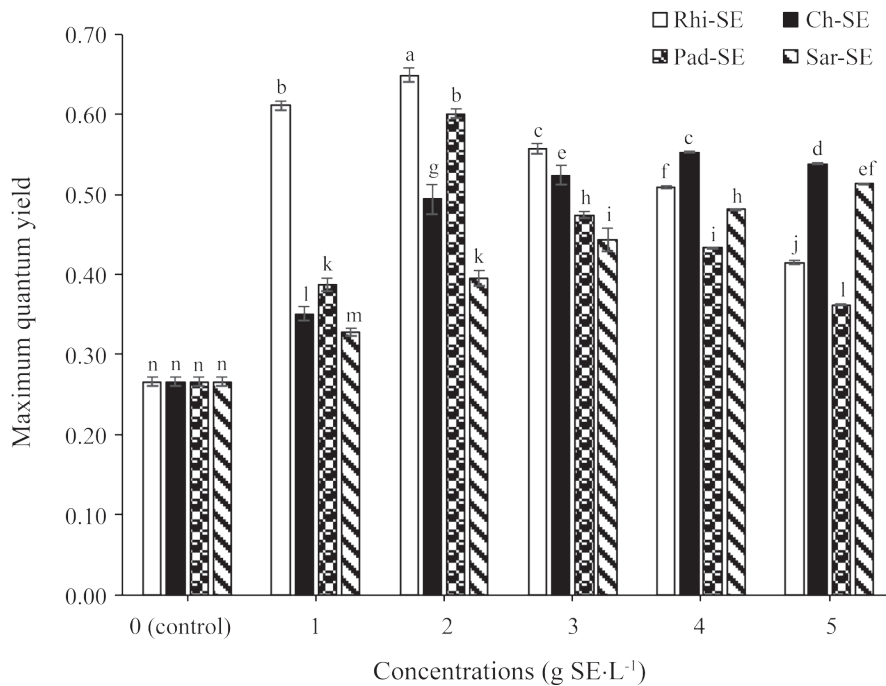 Rhi-SE Ch-SE
Pad-SE Sar-SE
Maximum quantum yield
0.70
0.60
0.50
0.40
0.30
0.20
0.10
0.00
n n n n
b l k m
a g b k
c e h i
f c i h
j d l ef
0 (control) 1 2 3 4 5
Concentrations (g SE·L⁻¹)